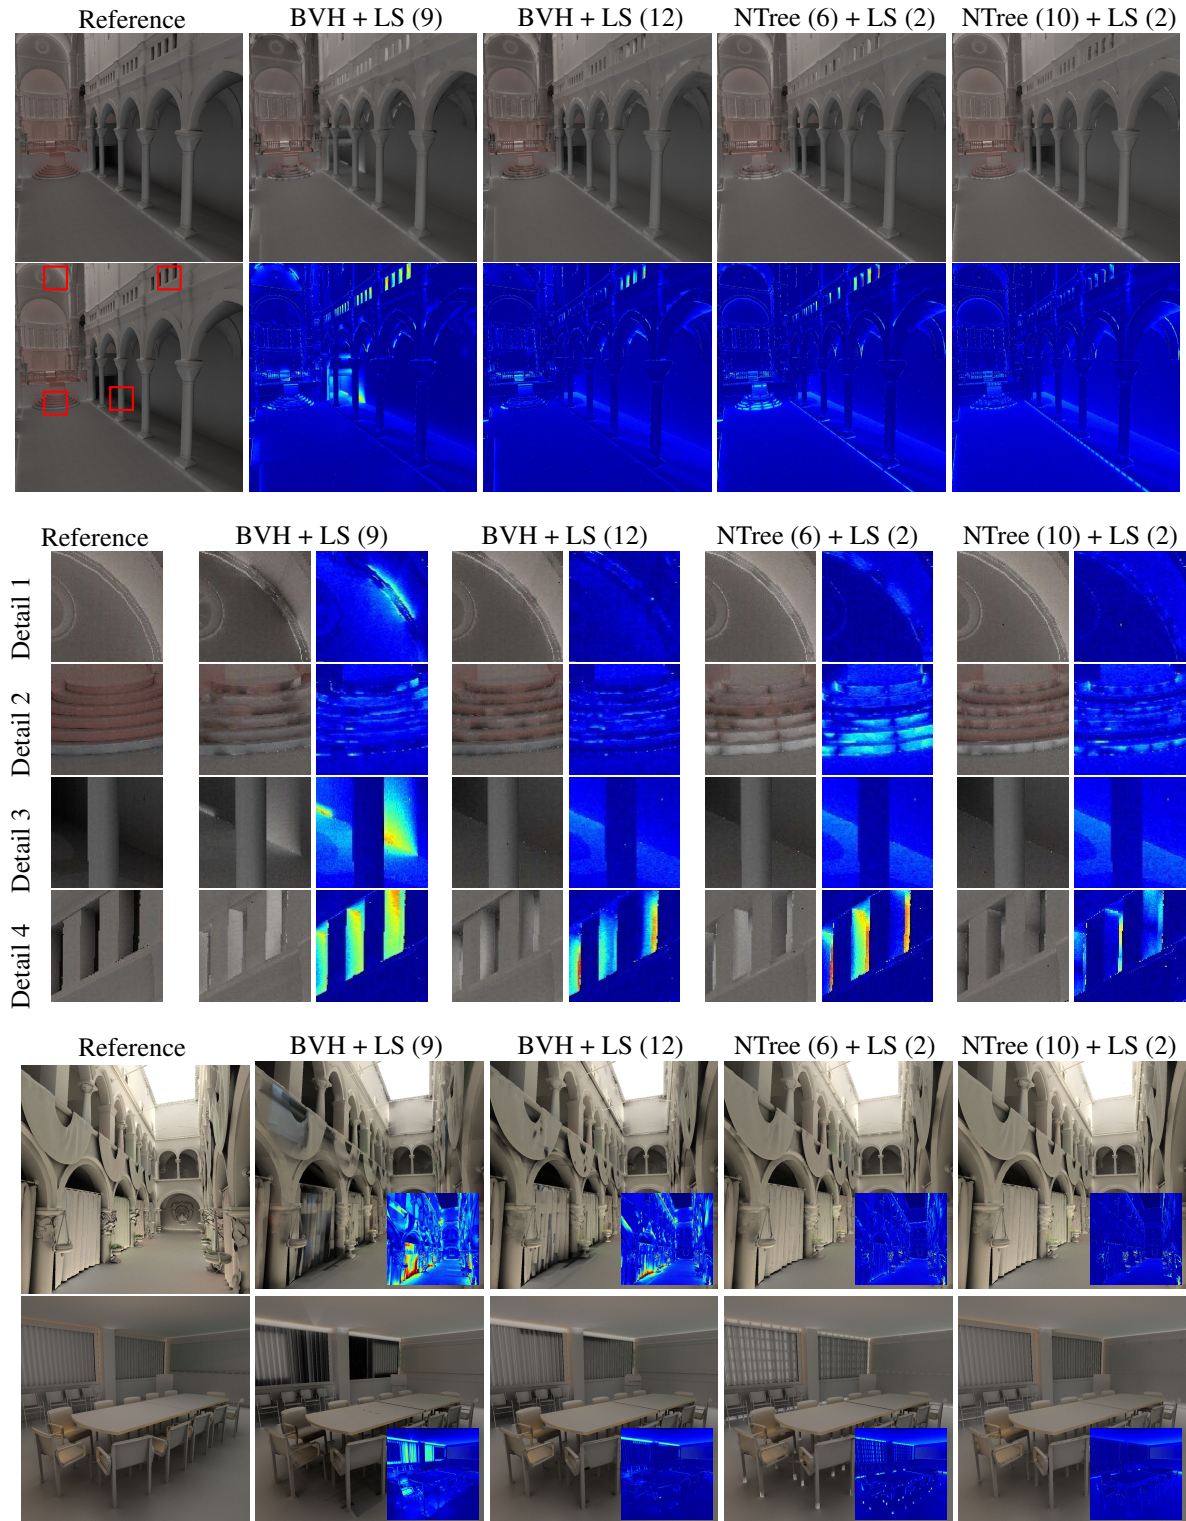 Reference BVH + LS (9) BVH + LS (12) NTree (6) + LS (2) NTree (10) + LS (2)
Reference BVH + LS (9) BVH + LS (12) NTree (6) + LS (2) NTree (10) + LS (2)
Detail 1
Detail 2
Detail 3
Detail 4
Reference BVH + LS (9) BVH + LS (12) NTree (6) + LS (2) NTree (10) + LS (2)